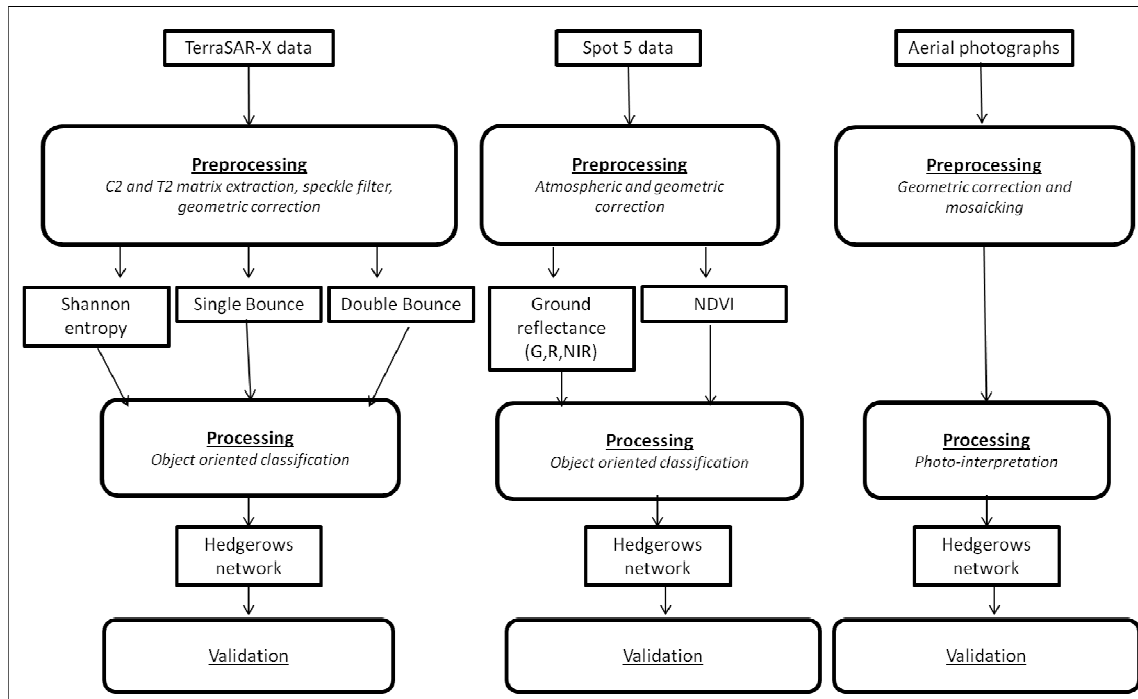 TerraSAR-X data
Spot 5 data
Aerial photographs
Preprocessing
C2 and T2 matrix extraction, speckle filter,
geometric correction
Preprocessing
Atmospheric and geometric
correction
Preprocessing
Geometric correction and
mosaicking
Shannon
entropy
Single Bounce
Double Bounce
Ground
reflectance
(G,R,NIR)
NDVI
Processing
Object oriented classification
Processing
Object oriented classification
Processing
Photo-interpretation
Hedgerows
network
Hedgerows
network
Hedgerows
network
Validation
Validation
Validation